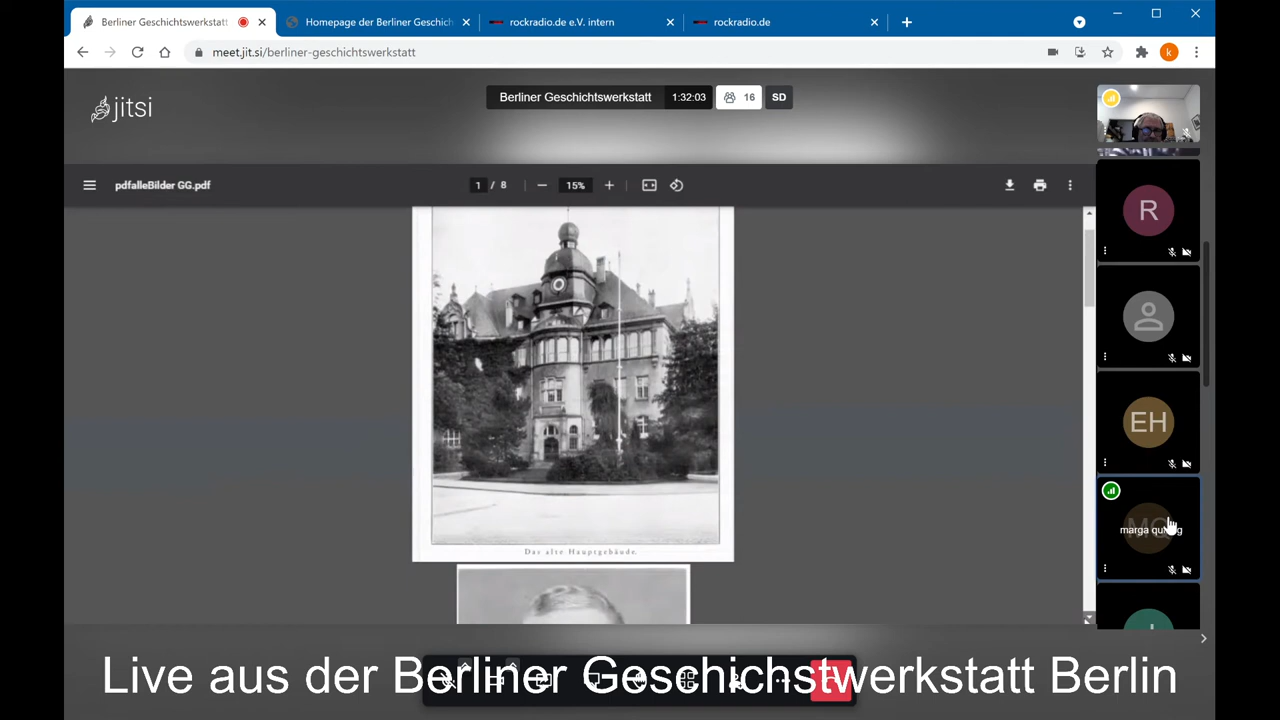 Berliner Geschichtswerkstatt
Homepage der Berliner Geschich
rockradio.de e.V. intern
rockradio.de
meet.jit.si/berliner-geschichtswerkstatt
k
jitsi
Berliner Geschichtswerkstatt 1:32:03 16 SD
pdfalleBilder GG.pdf
1 / 8
15%
R
EH
Das alte Hauptgebäude.
Live aus der Berliner Geschichstwerkstatt Berlin